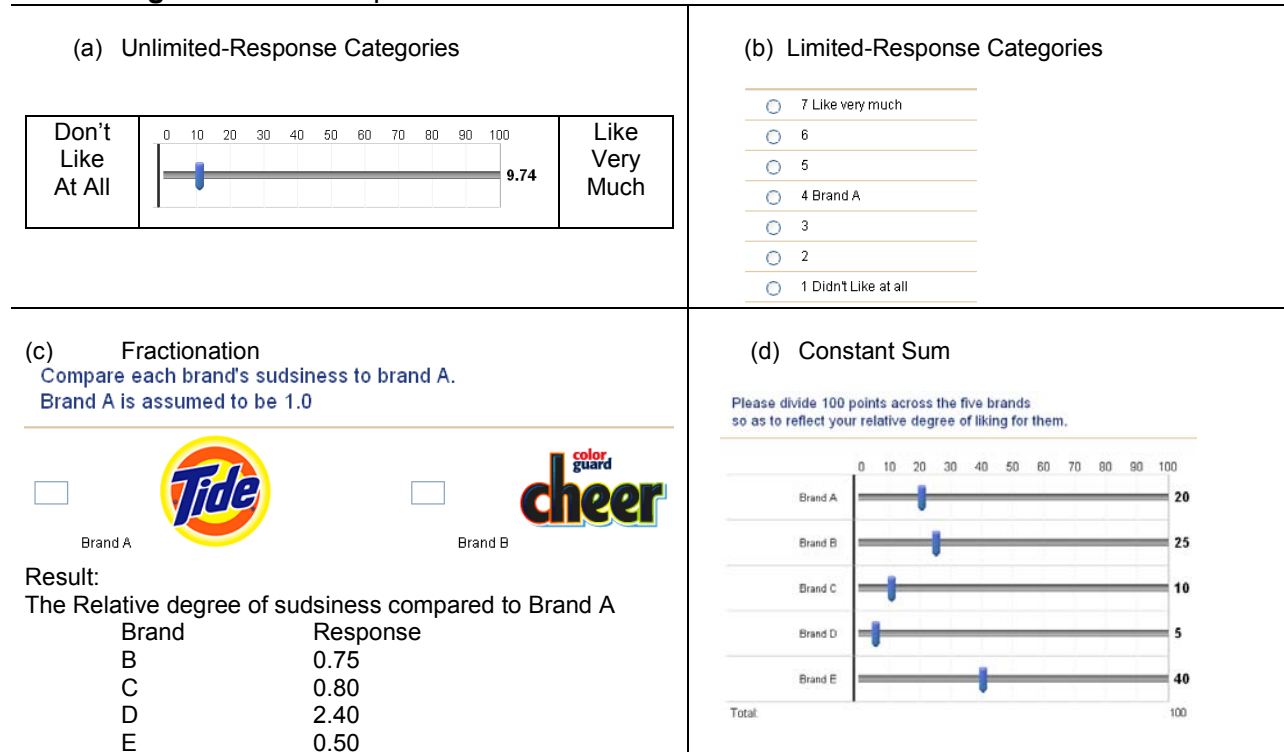 (a) Unlimited-Response Categories
Don't
Like
At All
0 10 20 30 40 50 60 70 80 90 100
9.74
Like
Very
Much
(b) Limited-Response Categories
7 Like very much
6
5
4 Brand A
3
2
1 Didn't Like at all
(c) Fractionation
Compare each brand's sudsiness to brand A.
Brand A is assumed to be 1.0
Tide
Brand A
color
guard
cheer
Brand B
Result:
The Relative degree of sudsiness compared to Brand A
Brand Response
B 0.75
C 0.80
D 2.40
E 0.50
(d) Constant Sum
Please divide 100 points across the five brands
so as to reflect your relative degree of liking for them.
0 10 20 30 40 50 60 70 80 90 100
Brand A 20
Brand B 25
Brand C 10
Brand D 5
Brand E 40
Total: 100